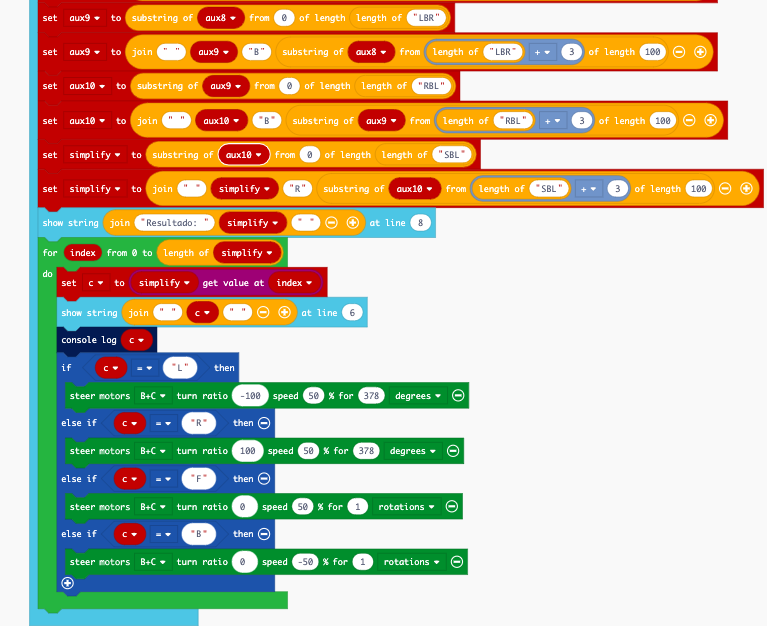 set aux9 to substring of aux8 from 0 of length length of "LBR"
set aux9 to join " " aux9 "B" substring of aux8 from length of "LBR" + 3 of length 100
set aux10 to substring of aux9 from 0 of length length of "RBL"
set aux10 to join " " aux10 "B" substring of aux9 from length of "RBL" + 3 of length 100
set simplify to substring of aux10 from 0 of length length of "SBL"
set simplify to join " " simplify "R" substring of aux10 from length of "SBL" + 3 of length 100
show string join "Resultado: " simplify " " at line 8
for index from 0 to length of simplify
do
set c to simplify get value at index
show string join " " c " " at line 6
console log c
if c = "L" then
steer motors B+C turn ratio -100 speed 50 % for 378 degrees
else if c = "R" then
steer motors B+C turn ratio 100 speed 50 % for 378 degrees
else if c = "F" then
steer motors B+C turn ratio 0 speed 50 % for 1 rotations
else if c = "B" then
steer motors B+C turn ratio 0 speed -50 % for 1 rotations